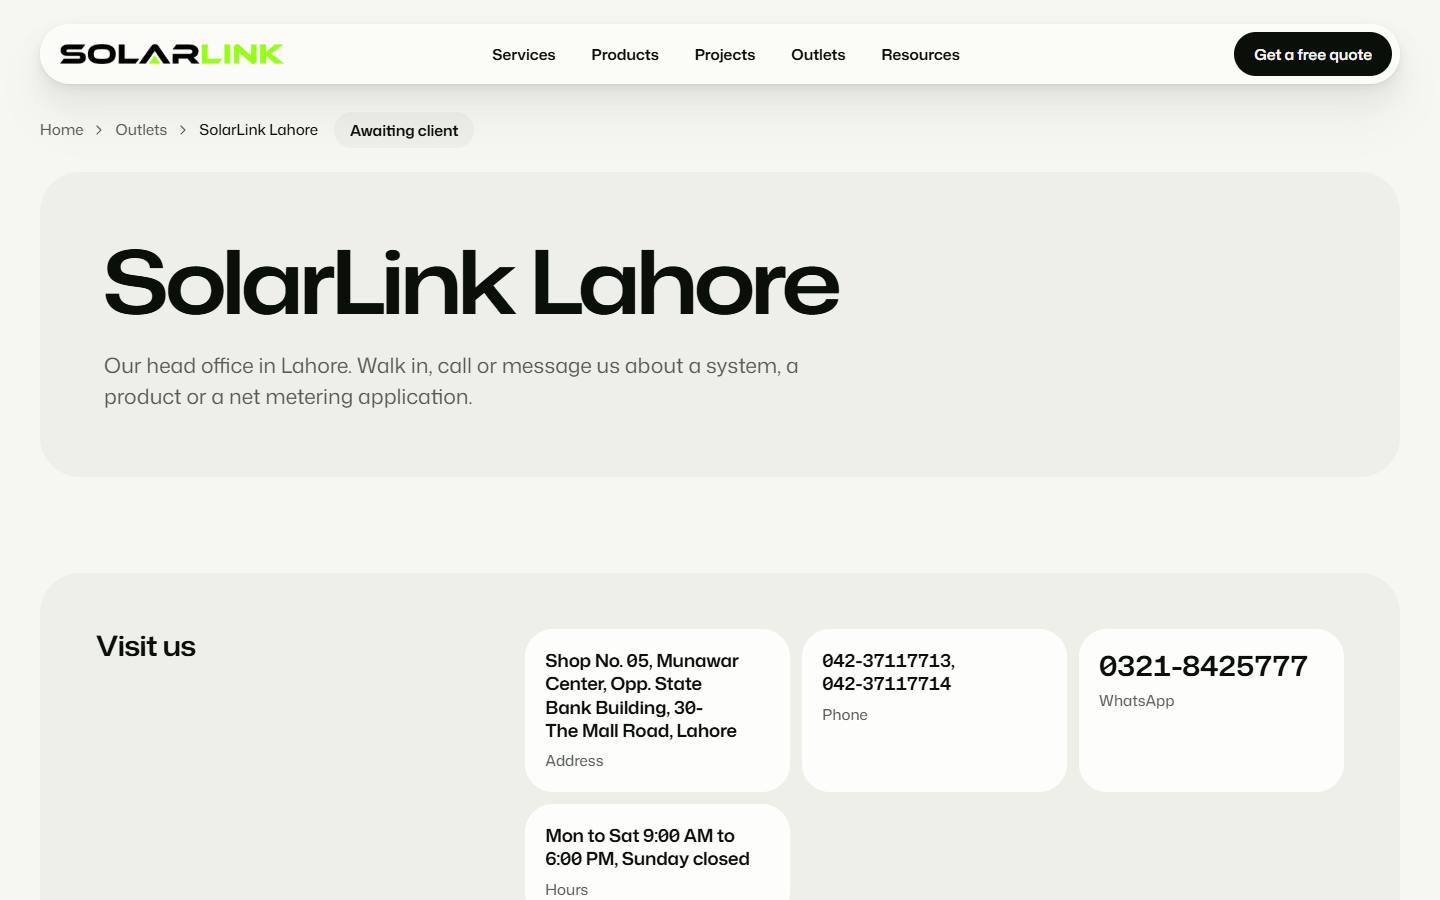 SOLARLINK
Services
Products
Projects
Outlets
Resources
Get a free quote
Home
Outlets
SolarLink Lahore
Awaiting client
SolarLink Lahore
Our head office in Lahore. Walk in, call or message us about a system, a
product or a net metering application.
Visit us
Shop No. 05, Munawar
Center, Opp. State
Bank Building, 30-
The Mall Road, Lahore
Address
042-37117713,
042-37117714
Phone
0321-8425777
WhatsApp
Mon to Sat 9:00 AM to
6:00 PM, Sunday closed
Hours